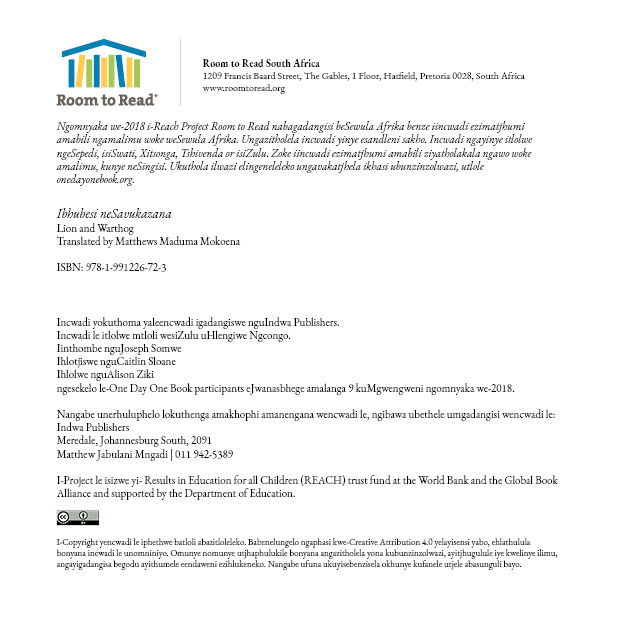 Room to Read®
Room to Read South Africa
1209 Francis Baard Street, The Gables, 1 Floor, Hatfield, Pretoria 0028, South Africa
www.roomtoread.org
Ngomnyaka we-2018 i-Reach Project Room to Read nabagadangisi beSewula Afrika benze iincwadi ezimatjhumi
amabili ngamalimu woke weSewula Afrika. Ungazitholela incwadi yinye esandleni sakho. Incwadi ngayinye itlolwe
ngeSepedi, isiSwati, Xitsonga, Tshivenda or isiZulu. Zoke iincwadi ezimatjhumi amabili ziyatholakala ngawo woke
amalimu, kunye neSingisi. Ukuthola ilwazi elingeneleleko ungavakatjhela ikhasi ubunzinzolwazi, utlole
onedayonebook.org.
Ibhubesi neSavukazana
Lion and Warthog
Translated by Matthews Maduma Mokoena
ISBN: 978-1-991226-72-3
Incwadi yokuthoma yaleencwadi igadangiswe nguIndwa Publishers.
Incwadi le itlolwe mtloli wesiZulu uHlengiwe Ngcongo.
Iinthombe nguJoseph Somwe
Ihlotjiswe nguCaitlin Sloane
Ihlolwe nguAlison Ziki
ngesekelo le-One Day One Book participants eJwanasbhege amalanga 9 kuMgwengweni ngomnyaka we-2018.
Nangabe unerhuluphelo lokuthenga amakhophi amanengana wencwadi le, ngibawa ubethele umgadangisi wencwadi le:
Indwa Publishers
Meredale, Johannesburg South, 2091
Matthew Jabulani Mngadi | 011 942-5389
I-Project le isizwe yi- Results in Education for all Children (REACH) trust fund at the World Bank and the Global Book
Alliance and supported by the Department of Education.
CC BY
I-Copyright yencwadi le iphethwe batloli abazitloleleko. Babenelungelo ngaphasi kwe-Creative Attribution 4.0 yelayisensi yabo, ehlathulula
bonyana incwadi le unomniniyo. Omunye nomunye utjhaphulukile bonyana angazitholela yona kubunzinzolwazi, ayitjhugulule iye kwelinye ilimu,
angayigadangisa begodu ayithumele eendaweni ezihlukeneko. Nangabe ufuna ukuyisebenzisela okhunye kufanele utjele abasunguli bayo.